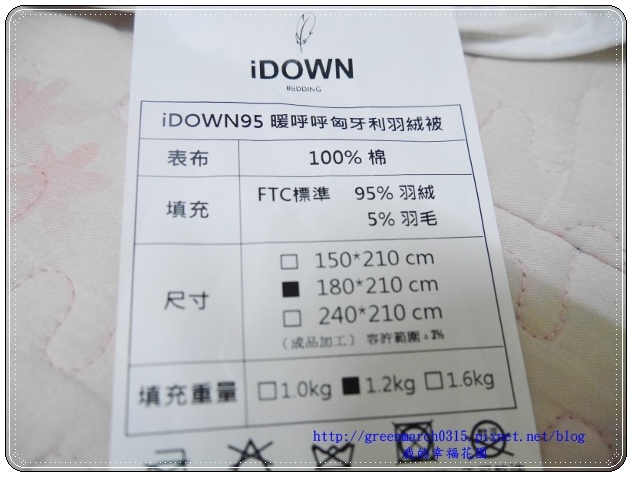 iDOWN
BEDDING
iDOWN95 暖呼呼匈牙利羽絨被
表布 100% 棉
填充 FTC標準 95% 羽絨
5% 羽毛
尺寸 □ 150*210 cm
■ 180*210 cm
□ 240*210 cm
(成品加工) 容許範圍±3%
填充重量 □1.0kg ■1.2kg □1.6kg
http://greenmarch0315.pixnet.net/blog
我的幸福花園